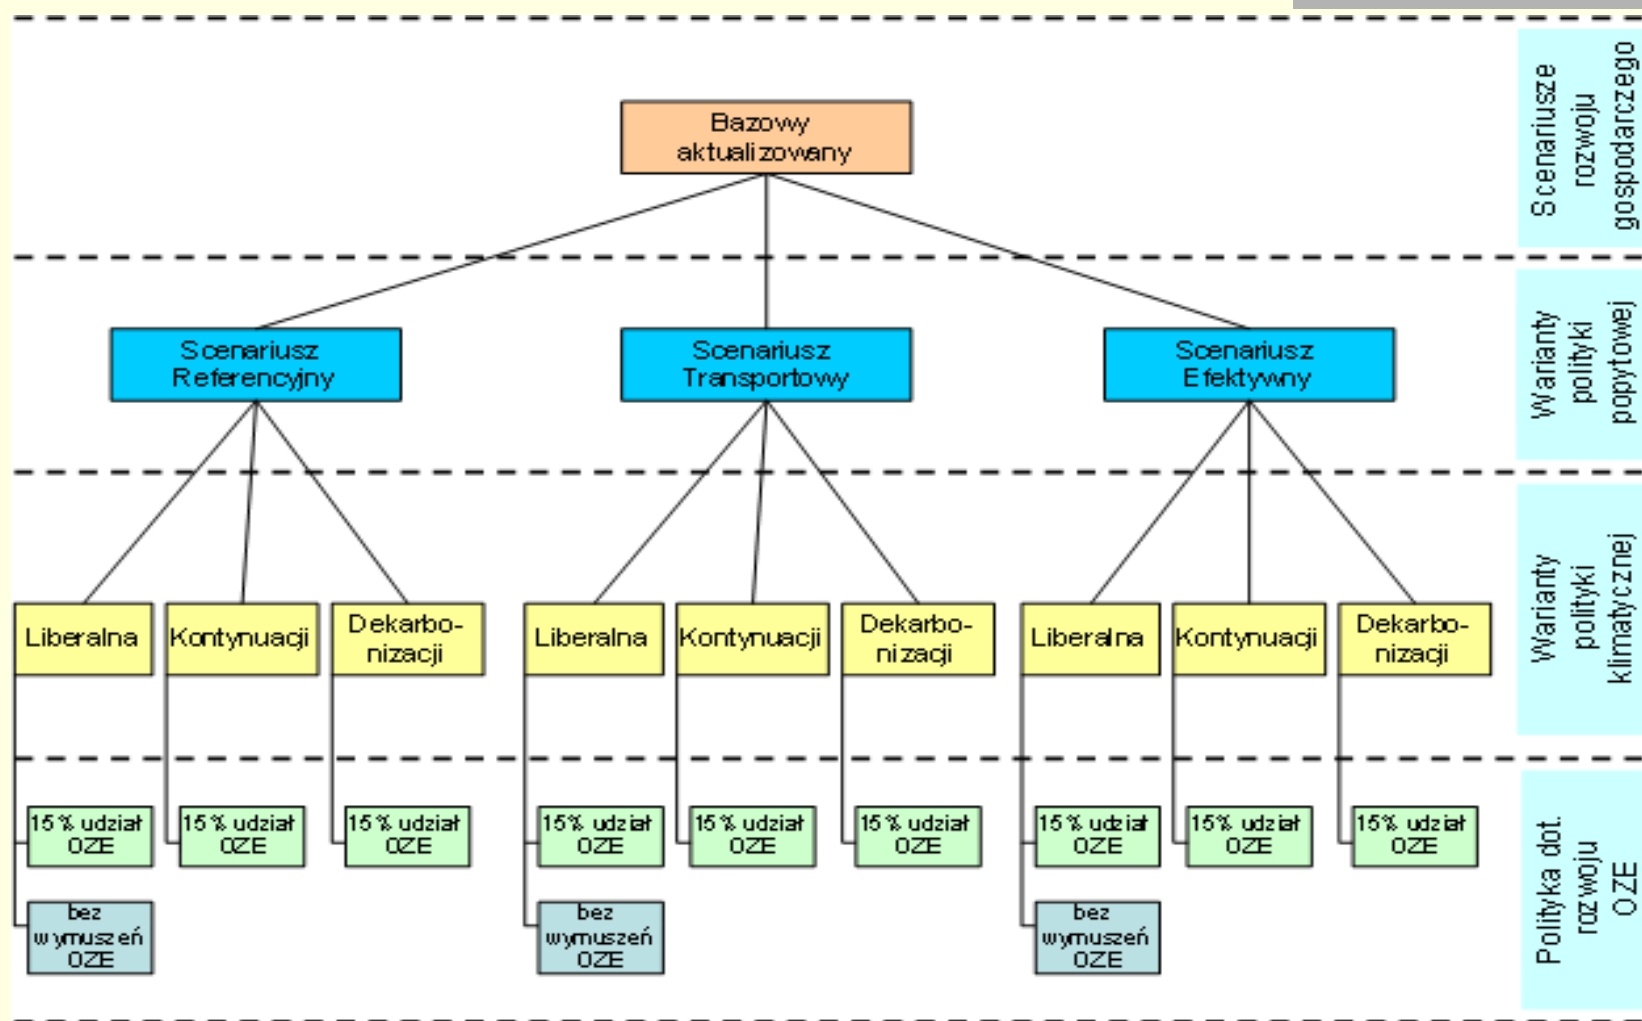 Bazowy
aktualizowany
Scenariusze
rozwoju
gospodarczego
Scenariusz
Referencyjny
Scenariusz
Transportowy
Scenariusz
Efektywny
Warianty
polityki
popytowej
Liberalna
Kontynuacji
Dekarbo-
nizacji
Liberalna
Kontynuacji
Dekarbo-
nizacji
Liberalna
Kontynuacji
Dekarbo-
nizacji
Warianty
polityki
klimatycznej
15% udział
OZE
15% udział
OZE
15% udział
OZE
15% udział
OZE
15% udział
OZE
15% udział
OZE
15% udział
OZE
15% udział
OZE
15% udział
OZE
bez
wymuszeń
OZE
bez
wymuszeń
OZE
bez
wymuszeń
OZE
Polityka dot.
rozwoju
OZE